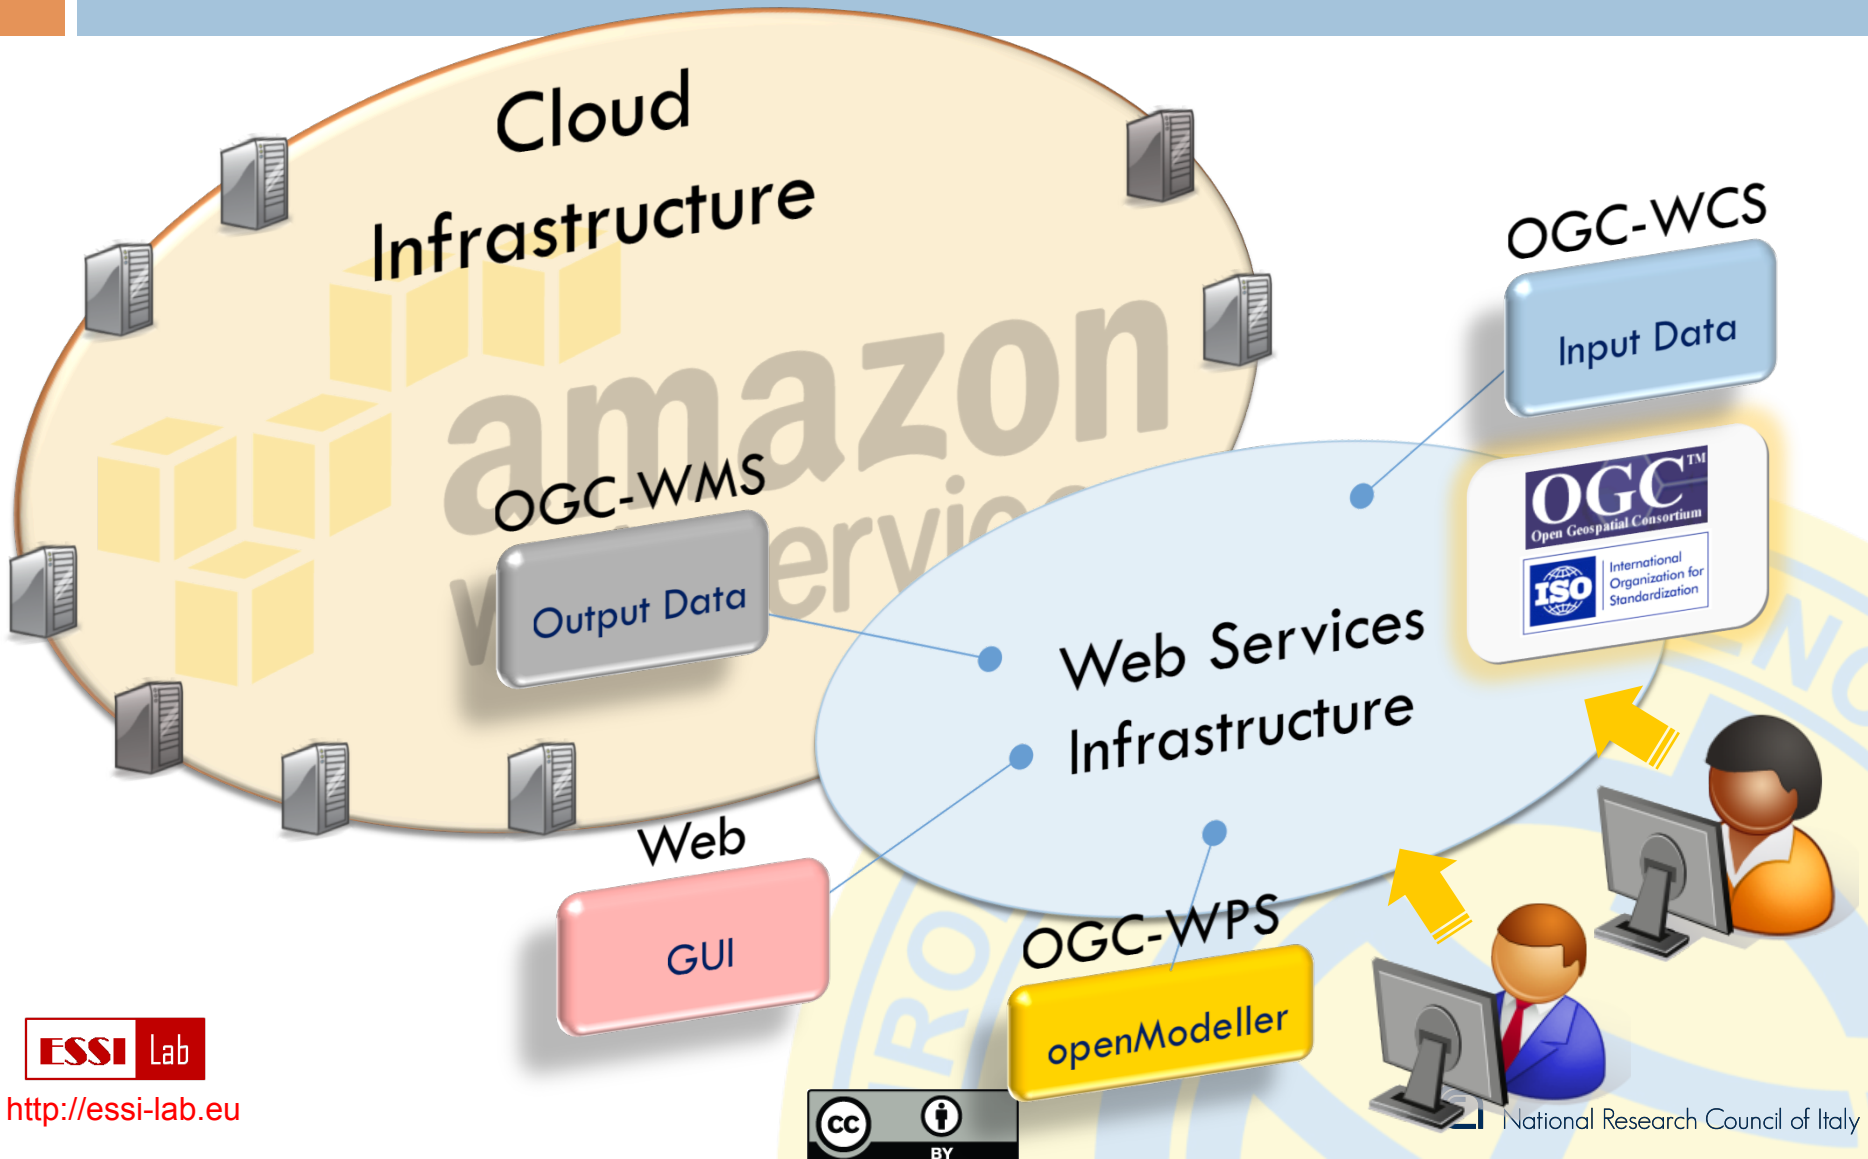 Cloud
Infrastructure
amazon
OGC-WCS
Input Data
OGC™
Open Geospatial Consortium
ISO
International
Organization for
Standardization
OGC-WMS
Output Data
Web Services
Infrastructure
Web
GUI
OGC-WPS
openModeller
ESSI Lab
http://essi-lab.eu
cc
BY
National Research Council of Italy